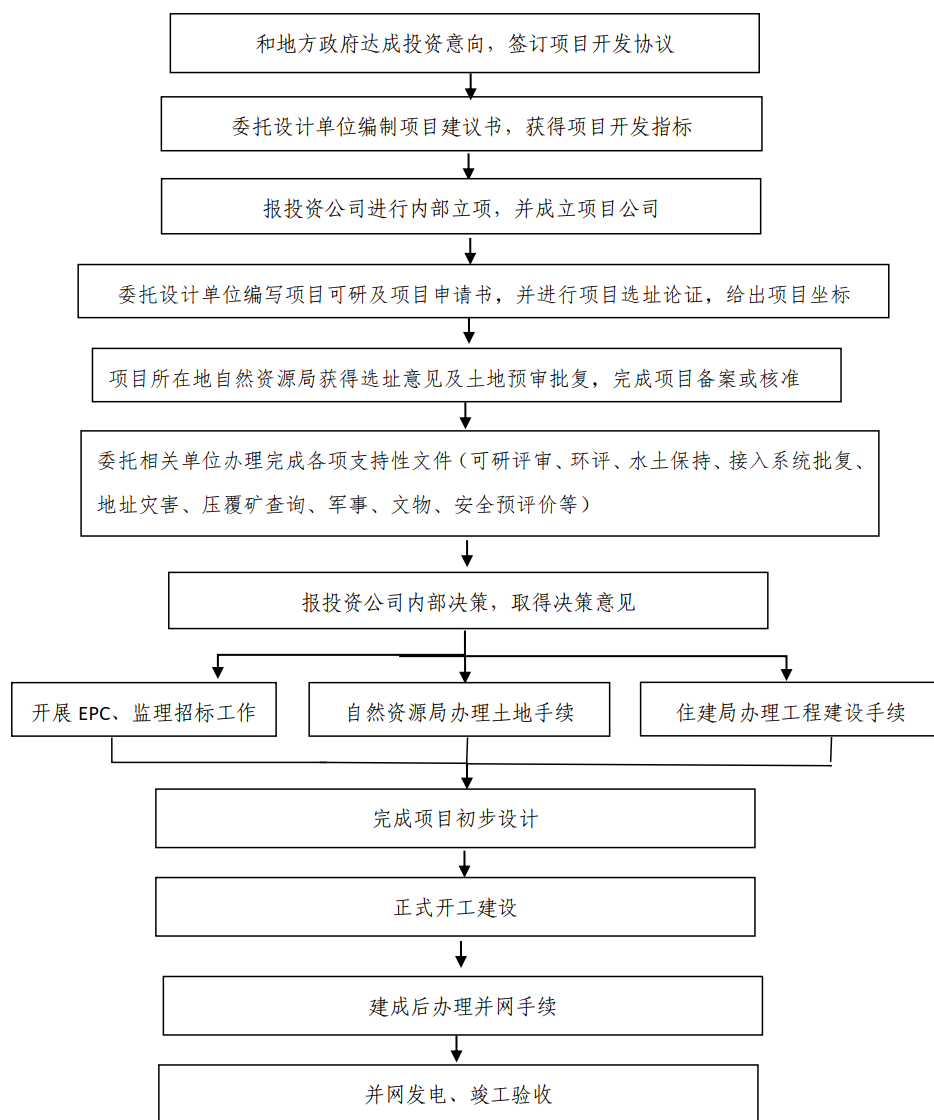 和地方政府达成投资意向，签订项目开发协议
委托设计单位编制项目建议书，获得项目开发指标
报投资公司进行内部立项，并成立项目公司
委托设计单位编写项目可研及项目申请书，并进行项目选址论证，给出项目坐标
项目所在地自然资源局获得选址意见及土地预审批复，完成项目备案或核准
委托相关单位办理完成各项支持性文件（可研评审、环评、水土保持、接入系统批复、
地址灾害、压覆矿查询、军事、文物、安全预评价等）
报投资公司内部决策，取得决策意见
开展 EPC、监理招标工作
自然资源局办理土地手续
住建局办理工程建设手续
完成项目初步设计
正式开工建设
建成后办理并网手续
并网发电、竣工验收